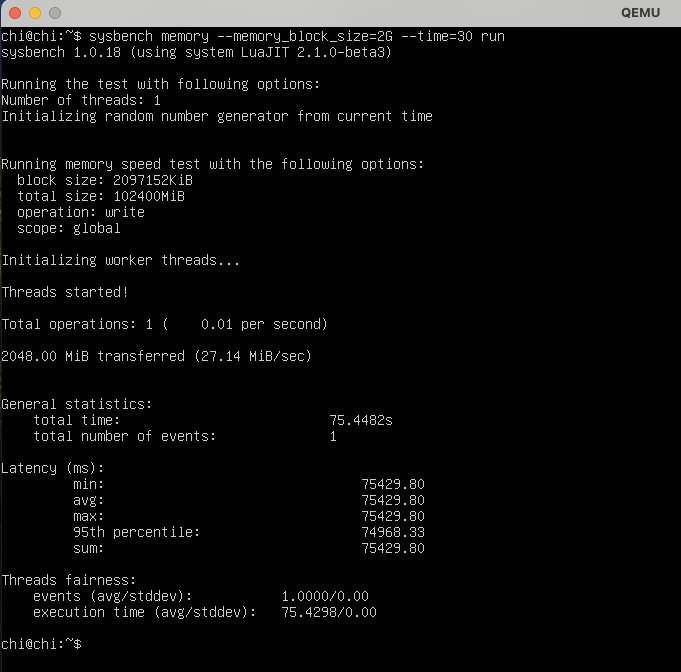 QEMU
chi@chi:~$ sysbench memory --memory_block_size=2G --time=30 run
sysbench 1.0.18 (using system LuaJIT 2.1.0-beta3)
Running the test with following options:
Number of threads: 1
Initializing random number generator from current time
Running memory speed test with the following options:
block size: 2097152KiB
total size: 102400MiB
operation: write
scope: global
Initializing worker threads...
Threads started!
Total operations: 1 (    0.01 per second)
2048.00 MiB transferred (27.14 MiB/sec)
General statistics:
total time:                          75.4482s
total number of events:              1
Latency (ms):
min:                                75429.80
avg:                                75429.80
max:                                75429.80
95th percentile:                    74968.33
sum:                                75429.80
Threads fairness:
events (avg/stddev):           1.0000/0.00
execution time (avg/stddev):   75.4298/0.00
chi@chi:~$